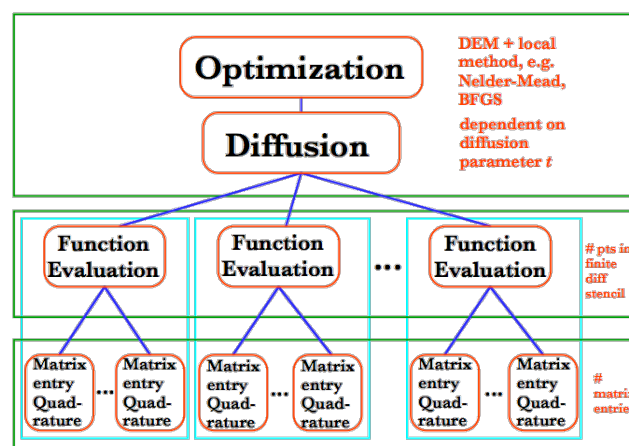 Optimization
DEM + local
method, e.g.
Nelder-Mead,
BFGS
Diffusion
dependent on
diffusion
parameter t
Function
Evaluation
Function
Evaluation
...
Function
Evaluation
# pts in
finite
diff
stencil
Matrix
entry
Quad-
rature
...
Matrix
entry
Quad-
rature
Matrix
entry
Quad-
rature
...
Matrix
entry
Quad-
rature
Matrix
entry
Quad-
rature
...
Matrix
entry
Quad-
rature
#
matrix
entrie